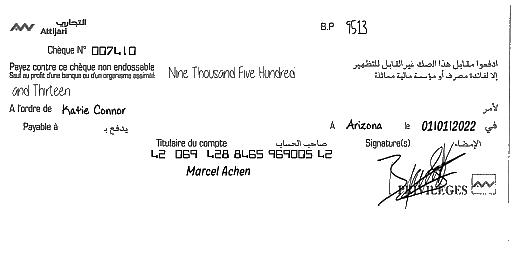 التجاري
Attijari
B.P 9513
Chèque N° 007410
Payez contre ce chèque non endossable
Sauf au profit d'une banque ou d'un organisme assimilé
Nine Thousand Five Hundred
ادفعوا مقابل هذا الصك غير القابل للتظهير
إلا لفائدة مصرف أو مؤسسة مالية مماثلة
and Thirteen
A l'ordre de Katie Connor
لأمر
Payable à
يدفع بـ
A Arizona le 01/01/2022 في
Titulaire du compte صاحب الحساب
Signature(s) الإمضاء
42 069 428 8465 969005 42
Marcel Achen
PRIVILEGES